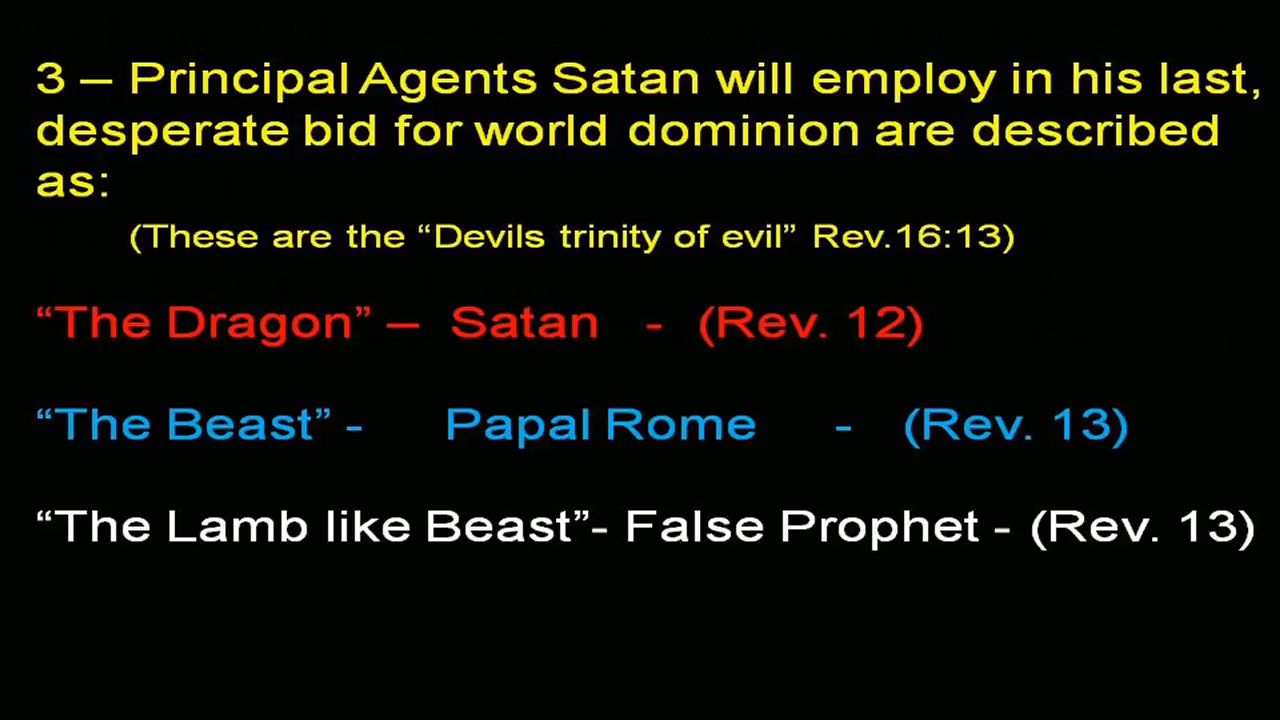 3 – Principal Agents Satan will employ in his last,
desperate bid for world dominion are described
as:
(These are the “Devils trinity of evil” Rev.16:13)
“The Dragon” – Satan - (Rev. 12)
“The Beast” - Papal Rome - (Rev. 13)
“The Lamb like Beast”- False Prophet - (Rev. 13)